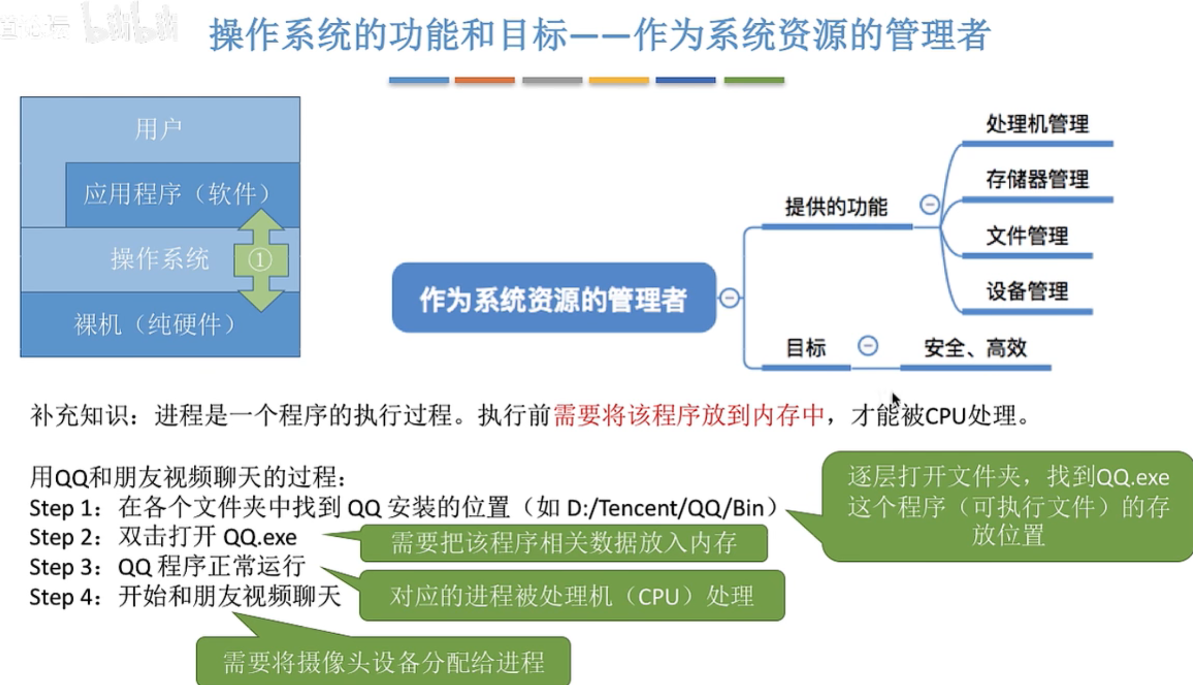 bilibili
操作系统的功能和目标——作为系统资源的管理者
用户
应用程序（软件）
操作系统
①
裸机（纯硬件）
作为系统资源的管理者
提供的功能
处理机管理
存储器管理
文件管理
设备管理
目标
安全、高效
补充知识：进程是一个程序的执行过程。执行前需要将该程序放到内存中，才能被CPU处理。
用QQ和朋友视频聊天的过程：
Step 1：在各个文件夹中找到 QQ 安装的位置（如 D:/Tencent/QQ/Bin）
逐层打开文件夹，找到QQ.exe
这个程序（可执行文件）的存
放位置
Step 2：双击打开 QQ.exe
需要把该程序相关数据放入内存
Step 3：QQ 程序正常运行
对应的进程被处理机（CPU）处理
Step 4：开始和朋友视频聊天
需要将摄像头设备分配给进程